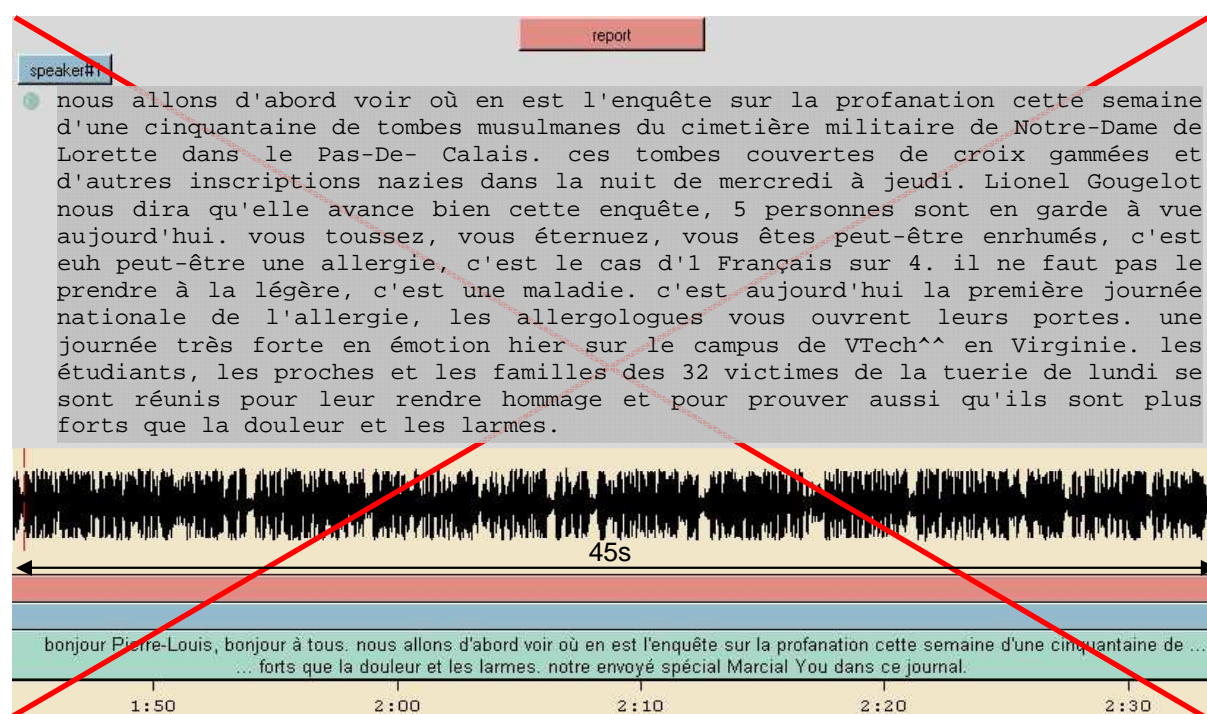 report
speaker#1
nous allons d'abord voir où en est l'enquête sur la profanation cette semaine
d'une cinquantaine de tombes musulmanes du cimetière militaire de Notre-Dame de
Lorette dans le Pas-De- Calais. ces tombes couvertes de croix gammées et
d'autres inscriptions nazies dans la nuit de mercredi à jeudi. Lionel Gougelot
nous dira qu'elle avance bien cette enquête, 5 personnes sont en garde à vue
aujourd'hui. vous toussez, vous éternuez, vous êtes peut-être enrhumés, c'est
euh peut-être une allergie, c'est le cas d'1 Français sur 4. il ne faut pas le
prendre à la légère, c'est une maladie. c'est aujourd'hui la première journée
nationale de l'allergie, les allergologues vous ouvrent leurs portes. une
journée très forte en émotion hier sur le campus de VTech^^ en Virginie. les
étudiants, les proches et les familles des 32 victimes de la tuerie de lundi se
sont réunis pour leur rendre hommage et pour prouver aussi qu'ils sont plus
forts que la douleur et les larmes.
45s
bonjour Pierre-Louis, bonjour à tous. nous allons d'abord voir où en est l'enquête sur la profanation cette semaine d'une cinquantaine de ...
... forts que la douleur et les larmes. notre envoyé spécial Marcial You dans ce journal.
1:50 2:00 2:10 2:20 2:30